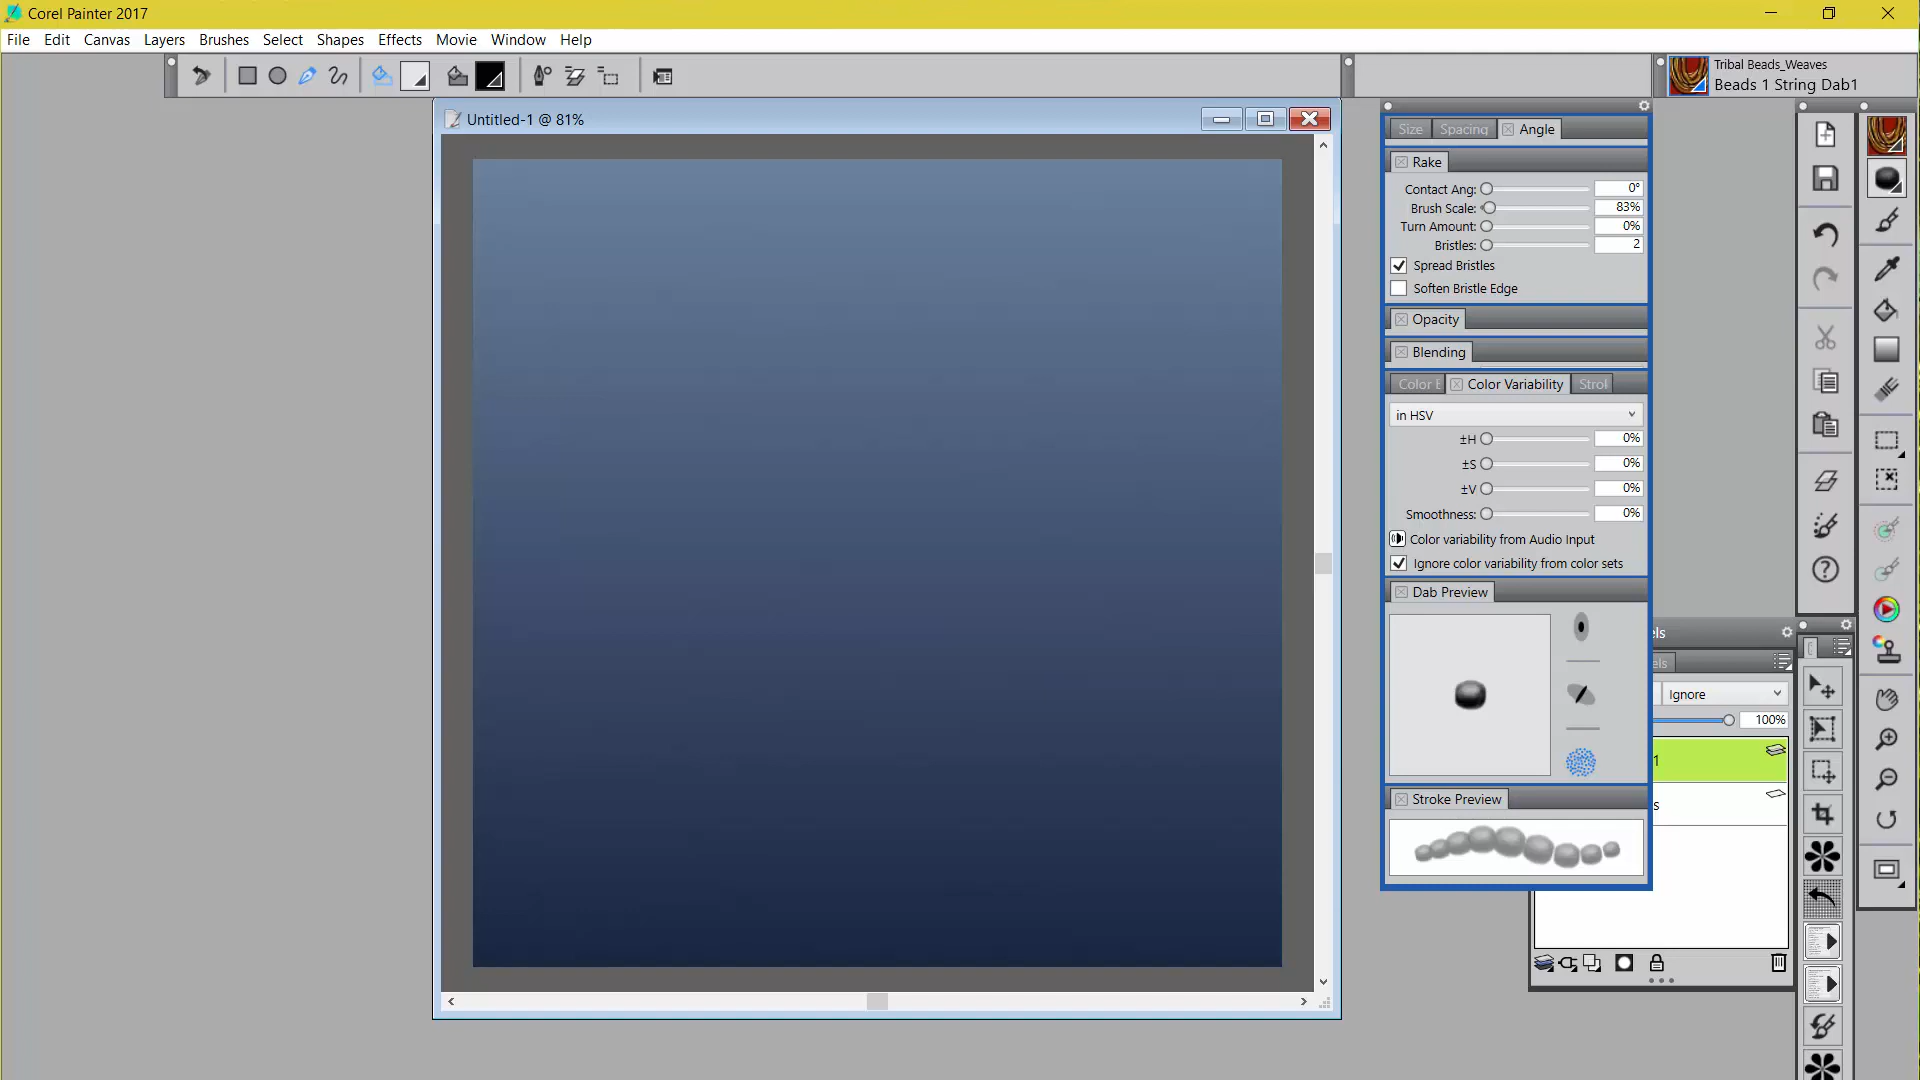 Corel Painter 2017
File Edit Canvas Layers Brushes Select Shapes Effects Movie Window Help
Tribal Beads_Weaves
Beads 1 String Dab1
Untitled-1 @ 81%
Size Spacing Angle
Rake
Contact Ang: 0°
Brush Scale: 83%
Turn Amount: 0%
Bristles: 2
Spread Bristles
Soften Bristle Edge
Opacity
Blending
Color E Color Variability Strol
in HSV
±H 0%
±S 0%
±V 0%
Smoothness: 0%
Color variability from Audio Input
Ignore color variability from color sets
Dab Preview
els
els
Ignore
100%
1
s
Stroke Preview